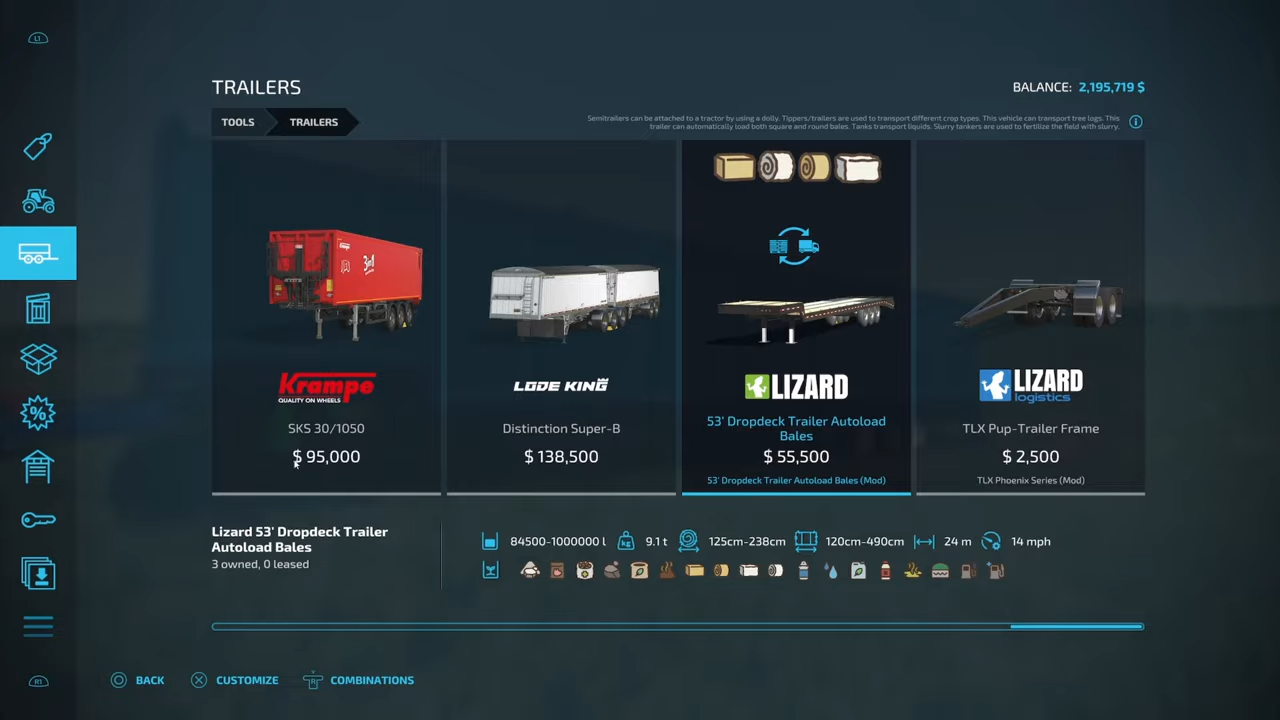 L1
TRAILERS
BALANCE: 2,195,719 $
TOOLS
TRAILERS
Semitrailers can be attached to a tractor by using a dolly. Tippers/trailers are used to transport different crop types. This vehicle can transport tree logs. This
trailer can automatically load both square and round bales. Tanks transport liquids. Slurry tankers are used to fertilize the field with slurry.
Krampe
3in1
Krampe
QUALITY ON WHEELS
SKS 30/1050
$ 95,000
LODE KING
Distinction Super-B
$ 138,500
LIZARD
53' Dropdeck Trailer Autoload
Bales
$ 55,500
53' Dropdeck Trailer Autoload Bales (Mod)
LIZARD
logistics
TLX Pup-Trailer Frame
$ 2,500
TLX Phoenix Series (Mod)
Lizard 53' Dropdeck Trailer
Autoload Bales
3 owned, 0 leased
84500-1000000 l
9.1 t
125cm-238cm
120cm-490cm
24 m
14 mph
R1
BACK
CUSTOMIZE
R
COMBINATIONS